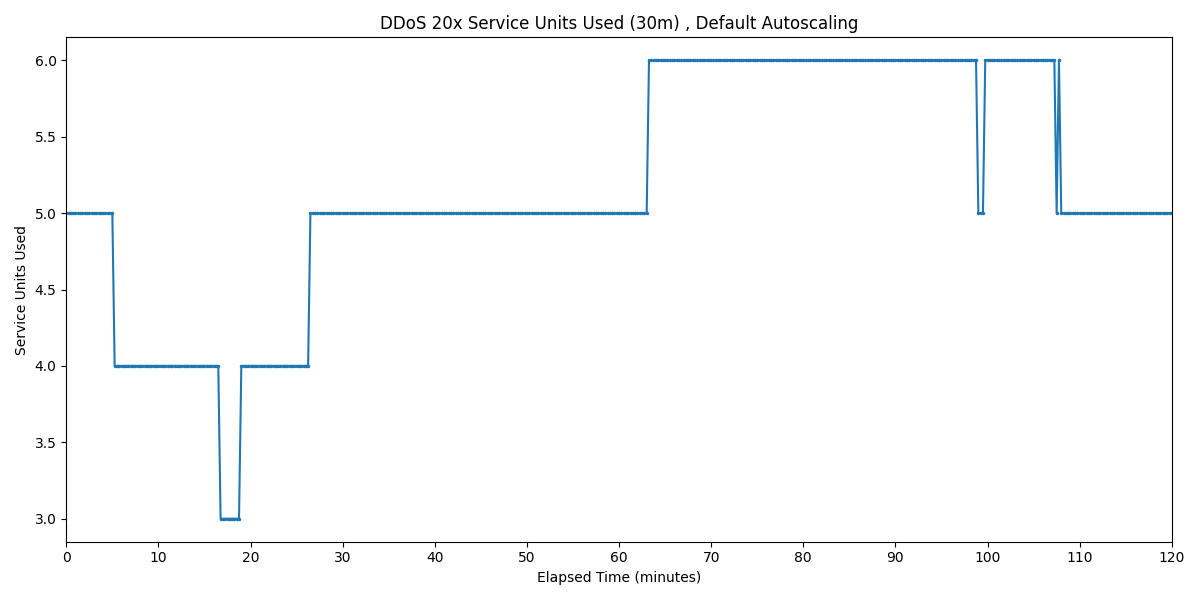 DDoS 20x Service Units Used (30m) , Default Autoscaling
Service Units Used
6.0
5.5
5.0
4.5
4.0
3.5
3.0
0 10 20 30 40 50 60 70 80 90 100 110 120
Elapsed Time (minutes)